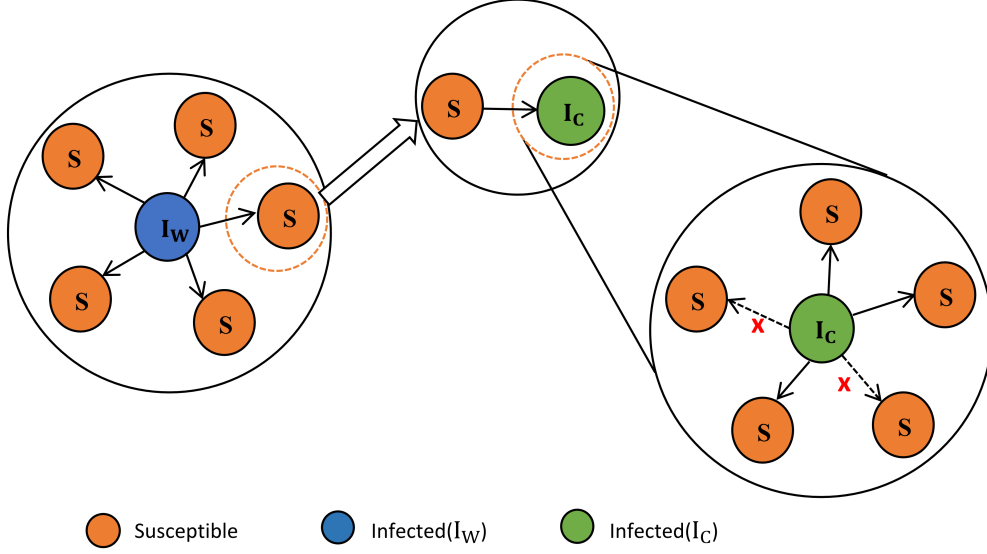 S
S
S
S
S
I_W
S
I_C
S
S
S
I_C
S
S
X
X
Susceptible
Infected(I_W)
Infected(I_C)